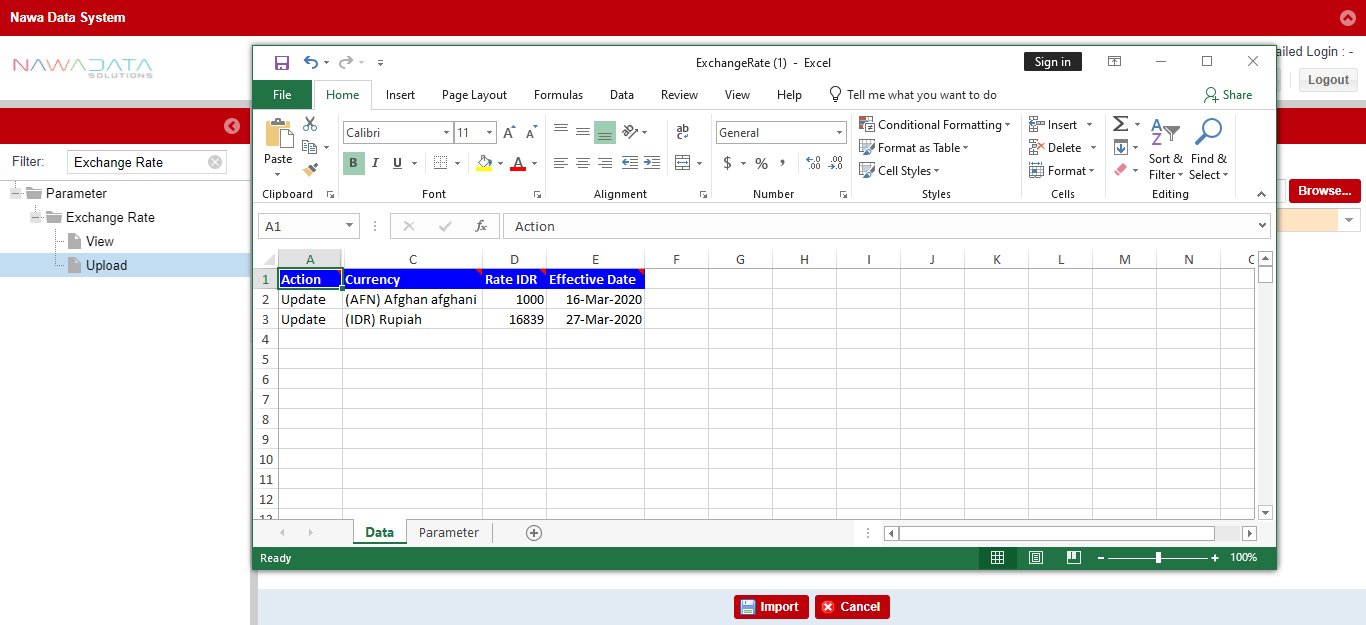 Nawa Data System
NAWADATA
SOLUTIONS
ailed Login : -
Logout
Filter:
Exchange Rate
Parameter
Exchange Rate
View
Upload
Browse...
ExchangeRate (1) - Excel
Sign in
File
Home
Insert
Page Layout
Formulas
Data
Review
View
Help
Tell me what you want to do
Share
Paste
Clipboard
Calibri
11
A A
B I U
A
Font
ab
c
Alignment
General
$ % ,
.00
.0
Number
Conditional Formatting
Format as Table
Cell Styles
Styles
Insert
Delete
Format
Cells
Σ
A
Z
Sort &
Filter
Find &
Select
Editing
A1
fx
Action
A C D E F G H I J K L M N
1 Action Currency Rate IDR Effective Date
2 Update (AFN) Afghan afghani 1000 16-Mar-2020
3 Update (IDR) Rupiah 16839 27-Mar-2020
4
5
6
7
8
9
10
11
12
Data
Parameter
Ready
100%
Import
Cancel